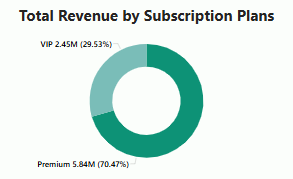 Total Revenue by Subscription Plans
VIP 2.45M (29.53%)
Premium 5.84M (70.47%)